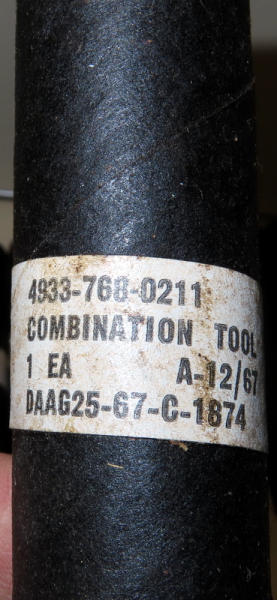 4933-768-0211
COMBINATION TOOL
1 EA A-12/67
DAAG25-67-C-1874